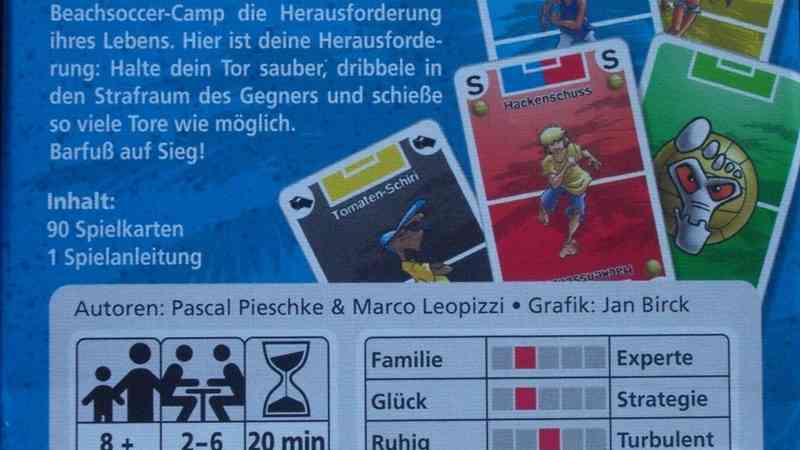 Beachsoccer-Camp die Herausforderung
ihres Lebens. Hier ist deine Herausforde-
rung: Halte dein Tor sauber, dribbele in
den Strafraum des Gegners und schieße
so viele Tore wie möglich.
Barfuß auf Sieg!
Inhalt:
90 Spielkarten
1 Spielanleitung
S
S
Hackenschuss
Hackenschuss
Tomaten-Schiri
Autoren: Pascal Pieschke & Marco Leopizzi • Grafik: Jan Birck
8 +
2–6
20 min
Familie Experte
Glück Strategie
Ruhig Turbulent